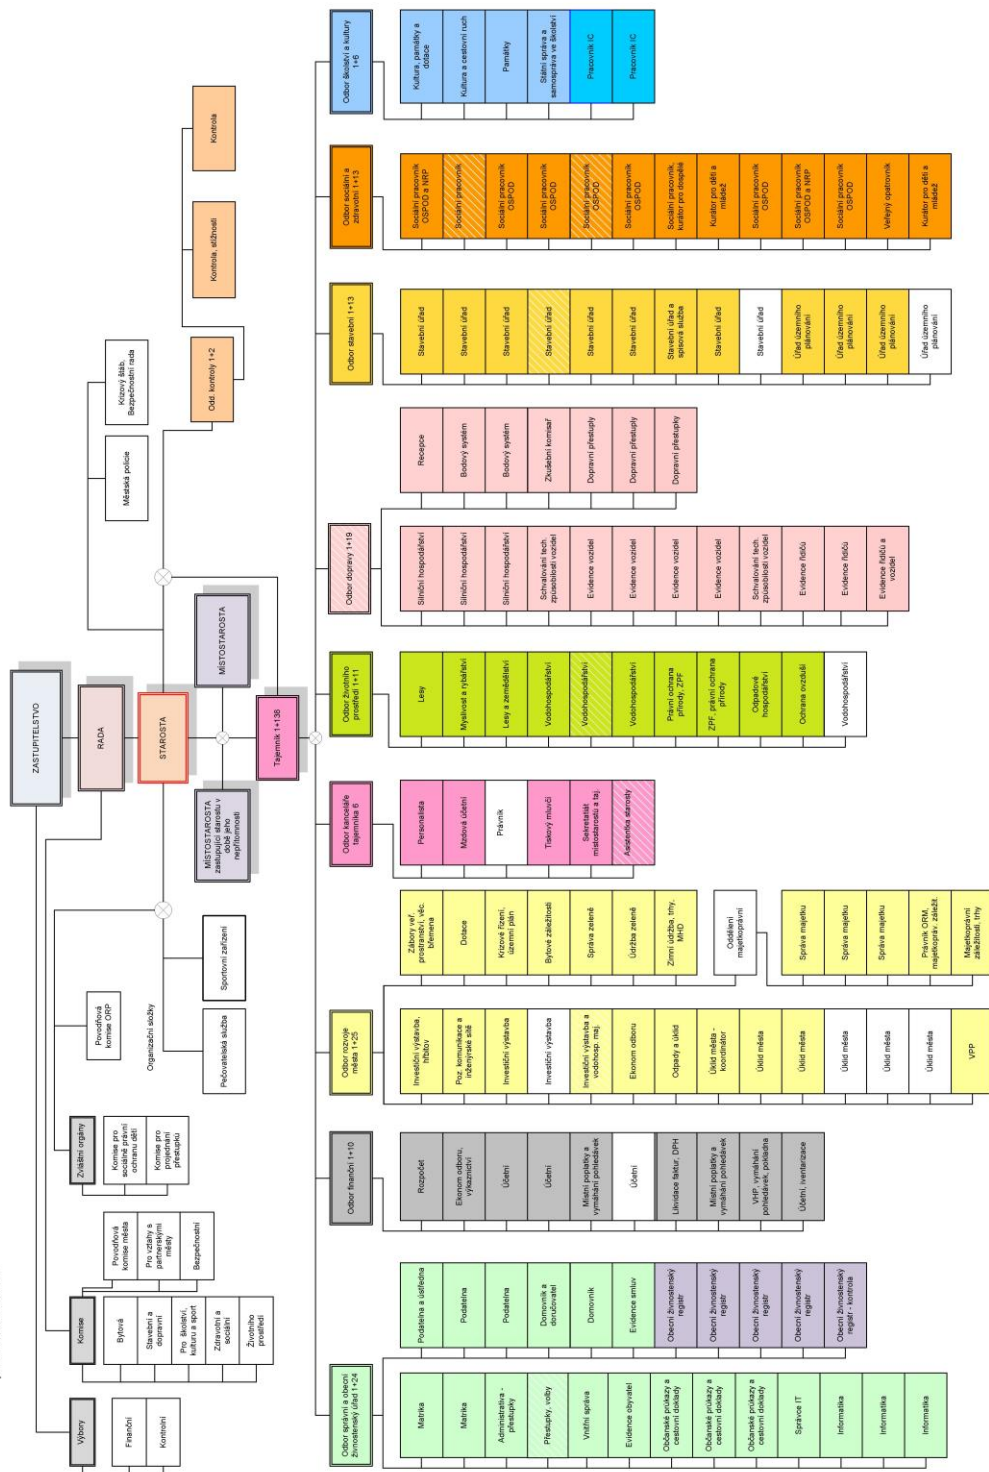 ZASTUPITELSTVO
RADA
STAROSTA
MÍSTOSTAROSTA
zastupující starostu v
době jeho
nepřítomnosti
MÍSTOSTAROSTA
Tajemník 1+136
Výbory
Finanční
Kontrolní
Komise
Bytová
Stavební a
dopravní
Pro školství,
kulturu a sport
Zdravotní a
sociální
Životního
prostředí
Povodňová
komise města
Pro vztahy s
partnerskými
městy
Bezpečnostní
Zvláštní orgány
Komise pro
sociálně právní
ochranu dětí
Komise pro
projednání
přestupků
Povodňová
komise ORP
Organizační složky
Pečovatelská služba
Sportovní zařízení
Městská policie
Krizový štáb,
Bezpečnostní rada
Odd. kontroly 1+2
Kontrola, stížnosti
Kontrola
Odbor správní a obecní
živnostenský úřad 1+24
Matrika
Matrika
Administrativa -
přestupky
Přestupky, volby
Vnitřní správa
Evidence obyvatel
Občanské průkazy a
cestovní doklady
Občanské průkazy a
cestovní doklady
Občanské průkazy a
cestovní doklady
Správce IT
Informatika
Informatika
Informatika
Podatelna a ústředna
Podatelna
Podatelna
Domovník a
doručovatel
Domovník
Evidence smluv
Obecní živnostenský
registr
Obecní živnostenský
registr
Obecní živnostenský
registr
Obecní živnostenský
registr
Obecní živnostenský
registr - kontrola
Odbor finanční 1+10
Rozpočet
Ekonom odboru,
výkaznictví
Účetní
Účetní
Místní poplatky a
vymáhání pohledávek
Účetní
Likvidace faktur, DPH
Místní poplatky a
vymáhání pohledávek
VHP, vymáhání
pohledávek, pokladna
Účetní, inventarizace
Odbor rozvoje
města 1+25
Investiční výstavba,
hřbitov
Poz. komunikace a
inženýrské sítě
Investiční výstavba
Investiční výstavba
Investiční výstavba a
vodohosp. maj.
Ekonom odboru
Odpady a úklid
Úklid města -
koordinátor
Úklid města
Úklid města
Úklid města
Úklid města
Úklid města
VPP
Zábory veř.
prostranství, věc.
břemena
Dotace
Krizové řízení,
územní plán
Bytové záležitosti
Správa zeleně
Údržba zeleně
Zimní údržba, trhy,
MHD
Oddělení
majetkoprávní
Správa majetku
Správa majetku
Správa majetku
Právník ORM,
majetkopráv. záležit.
Majetkoprávní
záležitosti, trhy
Odbor kanceláře
tajemníka 6
Personalista
Mzdová účetní
Právník
Tiskový mluvčí
Sekretariát
místostarostů a taj.
Asistentka starosty
Odbor životního
prostředí 1+11
Lesy
Myslivost a rybářství
Lesy a zemědělství
Vodohospodářství
Vodohospodářství
Vodohospodářství
Právní ochrana
přírody, ZPF
ZPF, právní ochrana
přírody
Odpadové
hospodářství
Ochrana ovzduší
Vodohospodářství
Odbor dopravy 1+19
Silniční hospodářství
Silniční hospodářství
Silniční hospodářství
Schvalování tech.
způsobilosti vozidel
Evidence vozidel
Evidence vozidel
Evidence vozidel
Evidence vozidel
Schvalování tech.
způsobilosti vozidel
Evidence řidičů
Evidence řidičů
Evidence řidičů a
vozidel
Recepce
Bodový systém
Bodový systém
Zkušební komisař
Dopravní přestupky
Dopravní přestupky
Dopravní přestupky
Odbor stavební 1+13
Stavební úřad
Stavební úřad
Stavební úřad
Stavební úřad
Stavební úřad
Stavební úřad
Stavební úřad a
spisová služba
Stavební úřad
Stavební úřad
Úřad územního
plánování
Úřad územního
plánování
Úřad územního
plánování
Úřad územního
plánování
Odbor sociální a
zdravotní 1+13
Sociální pracovník
OSPOD a NRP
Sociální pracovník
Sociální pracovník
OSPOD
Sociální pracovník
OSPOD
Sociální pracovník
OSPOD
Sociální pracovník
OSPOD
Sociální pracovník,
kurátor pro dospělé
Kurátor pro děti a
mládež
Sociální pracovník
OSPOD
Sociální pracovník
OSPOD a NRP
Sociální pracovník
OSPOD
Veřejný opatrovník
Kurátor pro děti a
mládež
Odbor školství a kultury
1+6
Kultura, památky a
dotace
Kultura a cestovní ruch
Památky
Státní správa a
samospráva ve školství
Pracovník IC
Pracovník IC